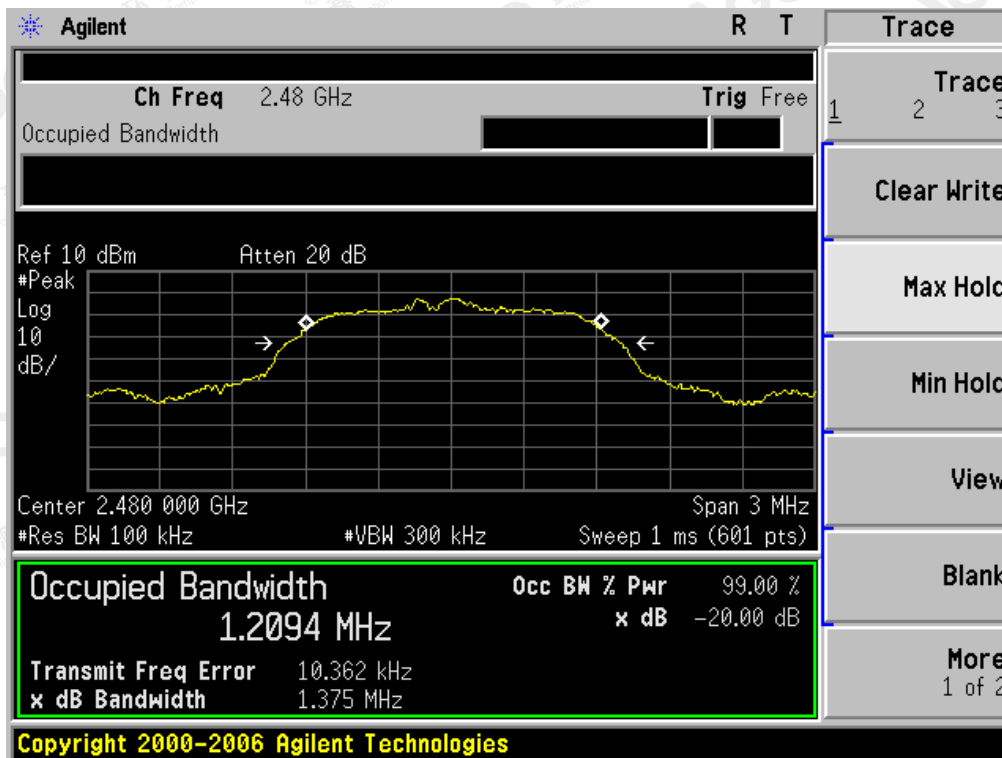 Agilent R T Trace
Ch Freq 2.48 GHz Trig Free
Occupied Bandwidth
Trace
1 2 3
Clear Write
Max Hold
Min Hold
View
Blank
More
1 of 2
Ref 10 dBm Atten 20 dB
#Peak
Log
10
dB/
Center 2.480 000 GHz Span 3 MHz
#Res BW 100 kHz #VBW 300 kHz Sweep 1 ms (601 pts)
Occupied Bandwidth
1.2094 MHz
Occ BW % Pwr 99.00 %
x dB -20.00 dB
Transmit Freq Error 10.362 kHz
x dB Bandwidth 1.375 MHz
Copyright 2000-2006 Agilent Technologies